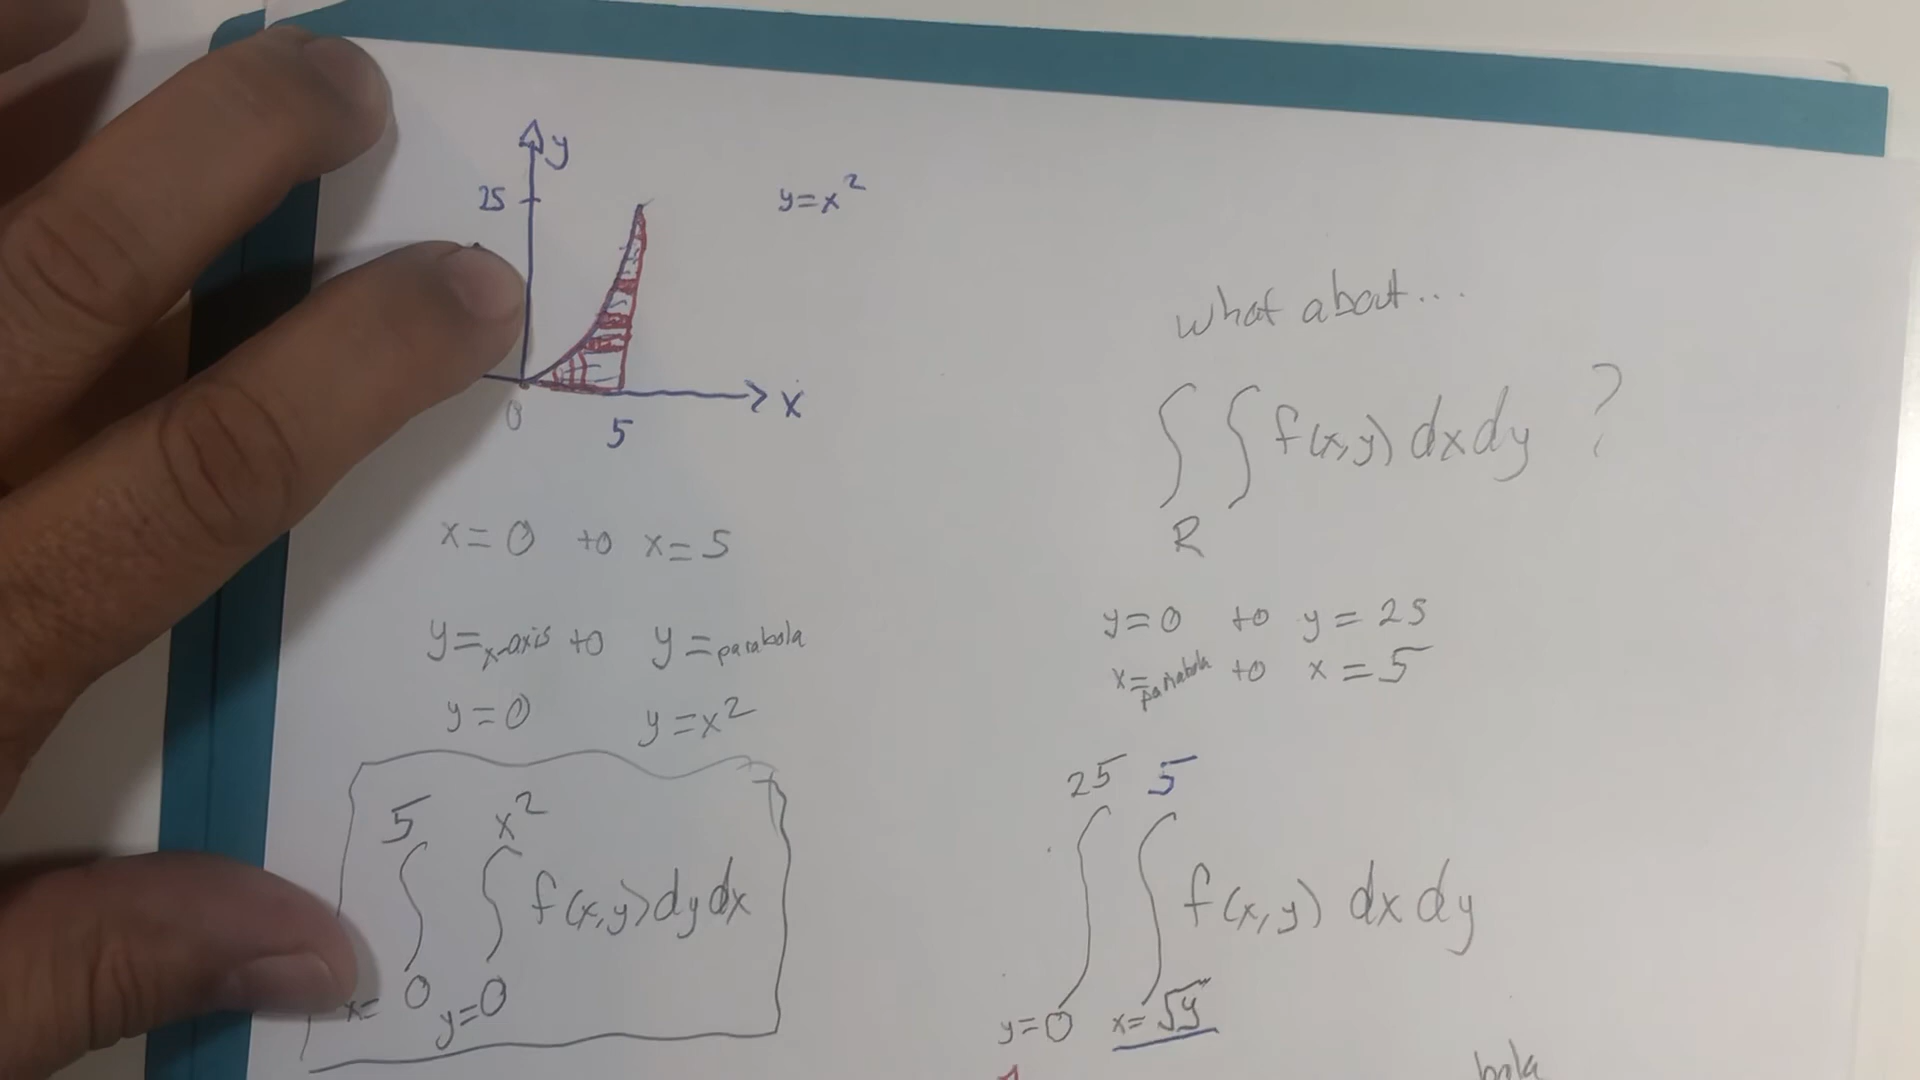 y
25
y=x²
0
5
x
x=0 to x=5
y=x-axis to y=parabola
y=0 y=x²
5 x²
∫ ∫ f(x,y) dy dx
x=0 y=0
what about...
∫ ∫ f(x,y) dx dy ?
R
y=0 to y=25
x=parabola to x=5
25 5
∫ ∫ f(x,y) dx dy
y=0 x=√y
bola